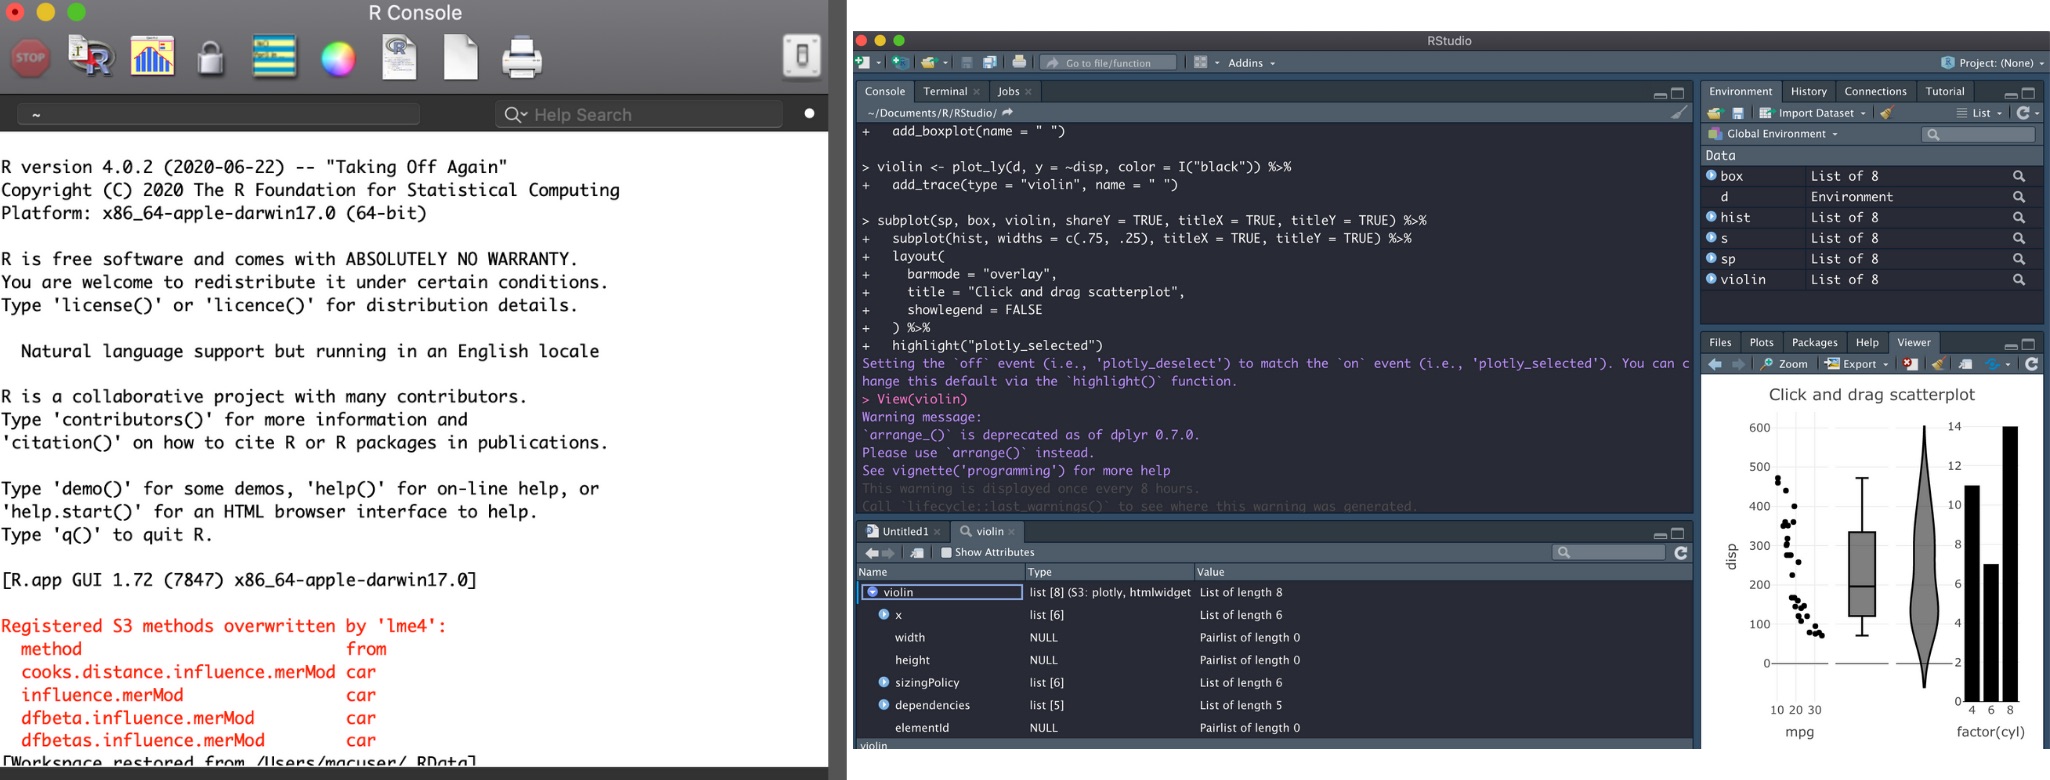 R Console
STOP
~
Help Search
R version 4.0.2 (2020-06-22) -- "Taking Off Again"
Copyright (C) 2020 The R Foundation for Statistical Computing
Platform: x86_64-apple-darwin17.0 (64-bit)
R is free software and comes with ABSOLUTELY NO WARRANTY.
You are welcome to redistribute it under certain conditions.
Type 'license()' or 'licence()' for distribution details.
Natural language support but running in an English locale
R is a collaborative project with many contributors.
Type 'contributors()' for more information and
'citation()' on how to cite R or R packages in publications.
Type 'demo()' for some demos, 'help()' for on-line help, or
'help.start()' for an HTML browser interface to help.
Type 'q()' to quit R.
[R.app GUI 1.72 (7847) x86_64-apple-darwin17.0]
Registered S3 methods overwritten by 'lme4':
method from
cooks.distance.influence.merMod car
influence.merMod car
dfbeta.influence.merMod car
dfbetas.influence.merMod car
[Workspace restored from /Users/macuser/.RData]
RStudio
Go to file/function Addins Project: (None)
Console Terminal Jobs
~/Documents/R/RStudio/
+ add_boxplot(name = " ")
> violin <- plot_ly(d, y = ~disp, color = I("black")) %>%
+ add_trace(type = "violin", name = " ")
> subplot(sp, box, violin, shareY = TRUE, titleX = TRUE, titleY = TRUE) %>%
+ subplot(hist, widths = c(.75, .25), titleX = TRUE, titleY = TRUE) %>%
+ layout(
+ barmode = "overlay",
+ title = "Click and drag scatterplot",
+ showlegend = FALSE
+ ) %>%
+ highlight("plotly_selected")
Setting the `off` event (i.e., 'plotly_deselect') to match the `on` event (i.e., 'plotly_selected'). You can c
hange this default via the `highlight()` function.
> View(violin)
Warning message:
`arrange_()` is deprecated as of dplyr 0.7.0.
Please use `arrange()` instead.
See vignette('programming') for more help
This warning is displayed once every 8 hours.
Call `lifecycle::last_warnings()` to see where this warning was generated.
Untitled1 violin
Show Attributes
Name Type Value
violin list [8] (S3: plotly, htmlwidget List of length 8
x list [6] List of length 6
width NULL Pairlist of length 0
height NULL Pairlist of length 0
sizingPolicy list [6] List of length 6
dependencies list [5] List of length 5
elementId NULL Pairlist of length 0
violin
Environment History Connections Tutorial
Import Dataset List
Global Environment
Data
box List of 8
d Environment
hist List of 8
s List of 8
sp List of 8
violin List of 8
Files Plots Packages Help Viewer
Zoom Export
Click and drag scatterplot
disp
600
500
400
300
200
100
0
10 20 30
mpg
14
12
10
8
6
4
2
0
4 6 8
factor(cyl)